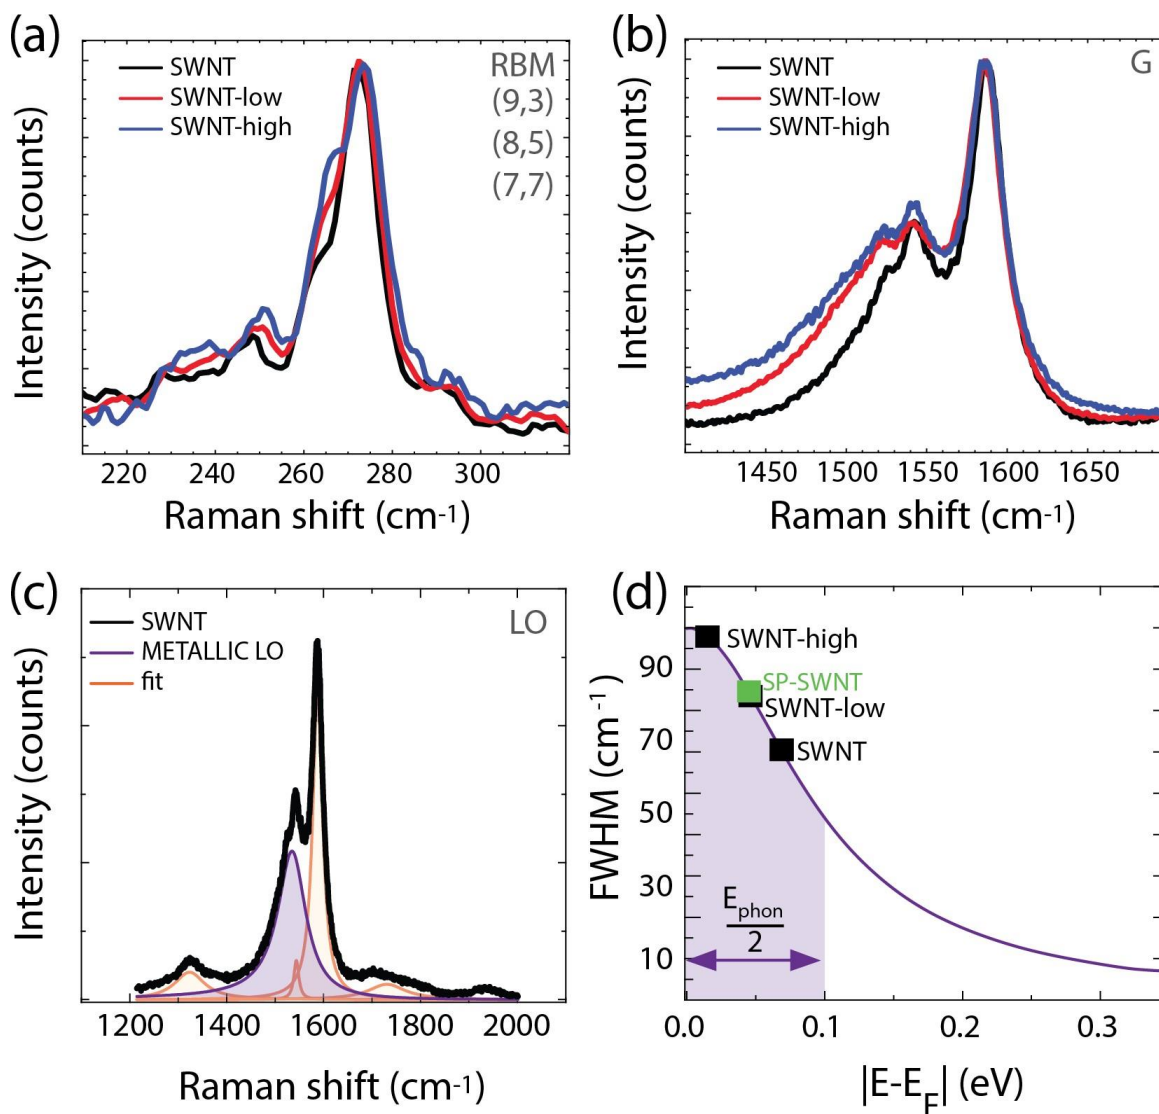 (a)
SWNT
SWNT-low
SWNT-high
RBM
(9,3)
(8,5)
(7,7)
Intensity (counts)
220 240 260 280 300
Raman shift (cm-1)
(b)
SWNT
SWNT-low
SWNT-high
G
Intensity (counts)
1450 1500 1550 1600 1650
Raman shift (cm-1)
(c)
SWNT
METALLIC LO
fit
LO
Intensity (counts)
1200 1400 1600 1800 2000
Raman shift (cm-1)
(d)
SWNT-high
SP-SWNT
SWNT-low
SWNT
FWHM (cm-1)
90
70
50
30
10
Ephon
2
0.0 0.1 0.2 0.3
|E-EF| (eV)